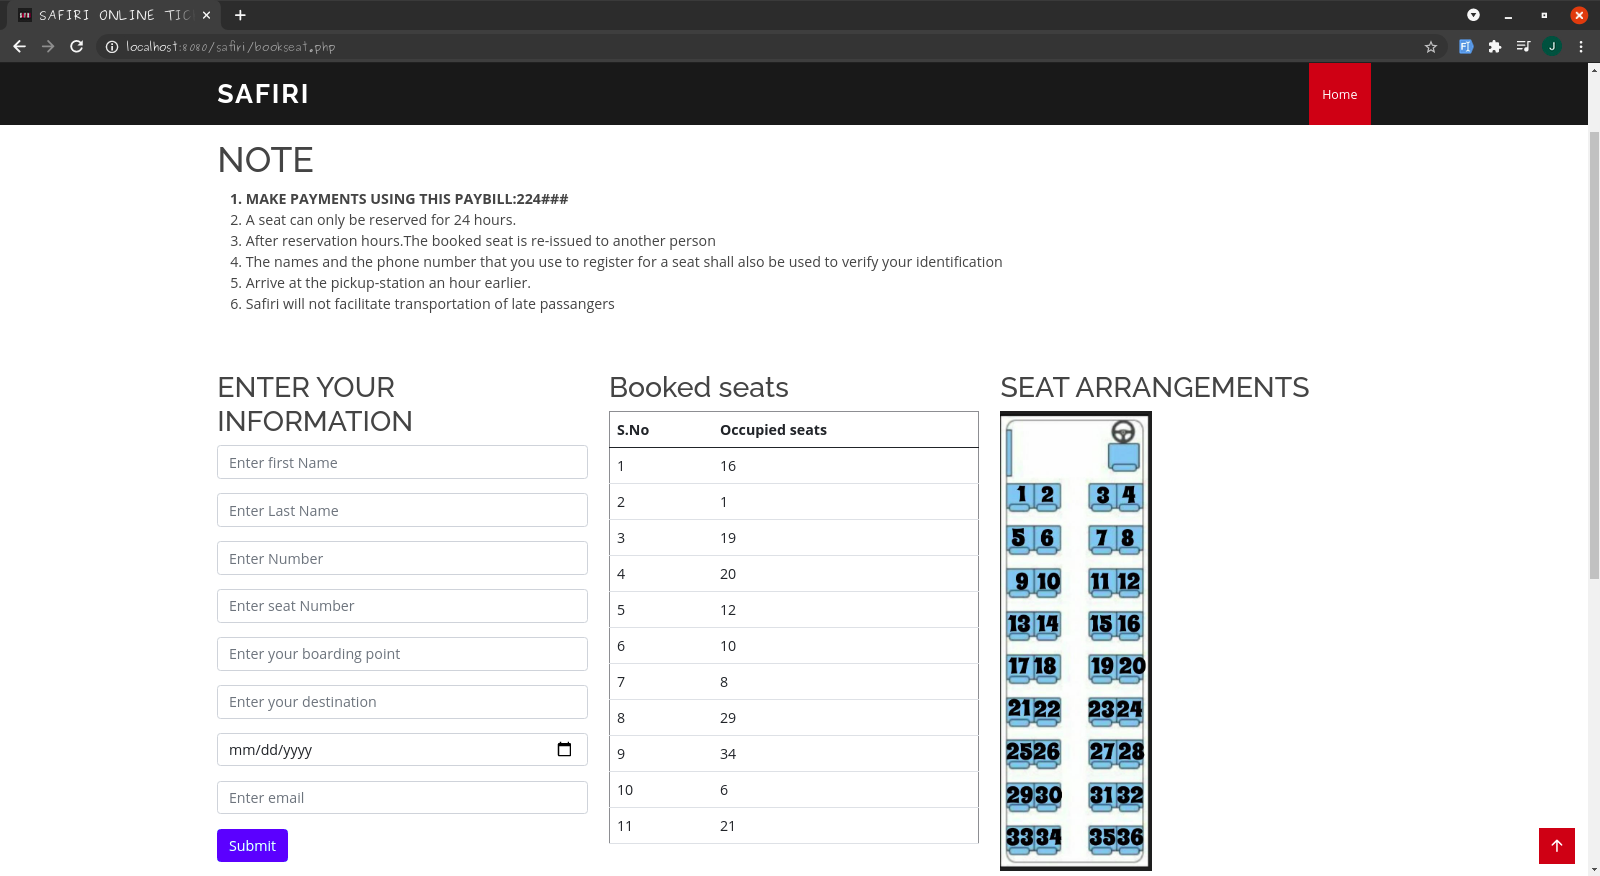 SAFIRI ONLINE TIC
localhost:8080/safiri/bookseat.php
J
SAFIRI
Home
NOTE
1. MAKE PAYMENTS USING THIS PAYBILL:224###
2. A seat can only be reserved for 24 hours.
3. After reservation hours.The booked seat is re-issued to another person
4. The names and the phone number that you use to register for a seat shall also be used to verify your identification
5. Arrive at the pickup-station an hour earlier.
6. Safiri will not facilitate transportation of late passangers
ENTER YOUR
INFORMATION
Enter first Name
Enter Last Name
Enter Number
Enter seat Number
Enter your boarding point
Enter your destination
mm/dd/yyyy
Enter email
Submit
Booked seats
S.No Occupied seats
1 16
2 1
3 19
4 20
5 12
6 10
7 8
8 29
9 34
10 6
11 21
SEAT ARRANGEMENTS
1 2 3 4
5 6 7 8
9 10 11 12
13 14 15 16
17 18 19 20
21 22 23 24
25 26 27 28
29 30 31 32
33 34 35 36